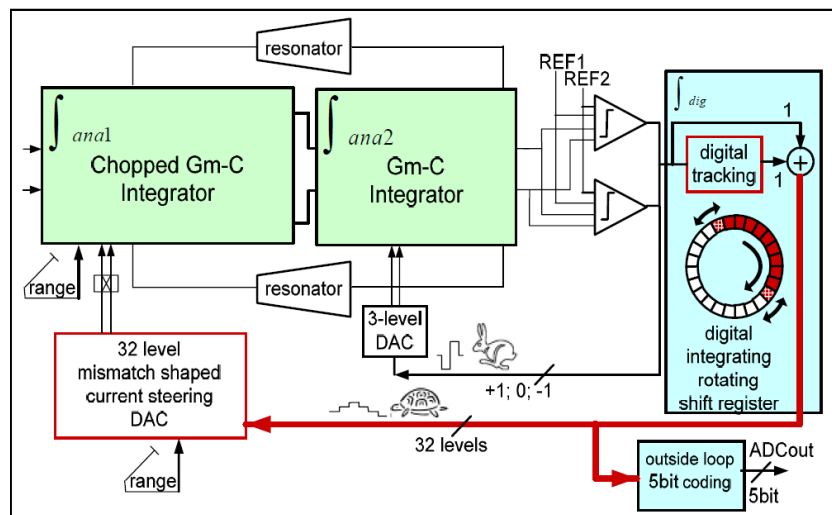 resonator
REF1
REF2
∫ ana1
∫ ana2
∫ dig
Chopped Gm-C
Integrator
Gm-C
Integrator
1
digital
tracking
1
+
range
resonator
3-level
DAC
digital
integrating
rotating
shift register
+1; 0; -1
32 level
mismatch shaped
current steering
DAC
32 levels
range
outside loop
5bit coding
ADCout
5bit